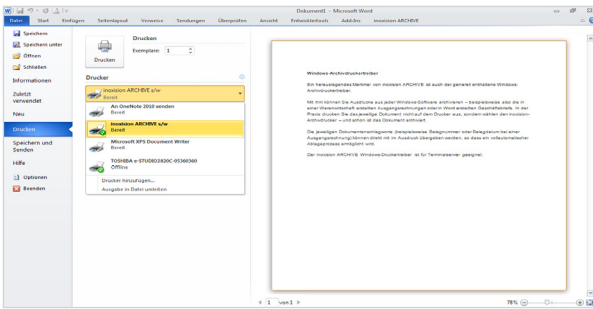 Dokument1 - Microsoft Word
Datei Start Einfügen Seitenlayout Verweise Sendungen Überprüfen Ansicht Entwicklertools Add-Ins inoxision ARCHIVE
Speichern
Speichern unter
Öffnen
Schließen
Informationen
Zuletzt verwendet
Neu
Drucken
Speichern und Senden
Hilfe
Optionen
Beenden
Drucken
Drucken
Exemplare: 1
Drucker
inoxision ARCHIVE s/w
Bereit
An OneNote 2010 senden
Bereit
inoxision ARCHIVE s/w
Bereit
Microsoft XPS Document Writer
Bereit
TOSHIBA e-STUDIO2820C-05360360
Offline
Drucker hinzufügen...
Ausgabe in Datei umleiten
Windows-Archivdruckertreiber
Ein herausragendes Merkmal von inoxision ARCHIVE ist auch der generell enthaltene Windows-
Archivdruckertreiber.
Mit ihm können Sie Ausdrucke aus jeder Windows-Software archivieren – beispielsweise also die in
einer Warenwirtschaft erstellten Ausgangsrechnungen oder in Word erstellten Geschäftsbriefe. In der
Praxis drucken Sie das jeweilige Dokument nicht auf dem Drucker aus, sondern wählen den inoxision-
Archivdrucker – und schon ist das Dokument archiviert.
Die jeweiligen Dokumentenschlagworte (beispielsweise Belegnummer oder Belegdatum bei einer
Ausgangsrechnung) können direkt mit im Ausdruck übergeben werden, so dass ein vollautomatischer
Ablageprozess ermöglicht wird.
Der inoxision ARCHIVE Windows-Druckertreiber ist für Terminalserver geeignet.
1 von 1
78%